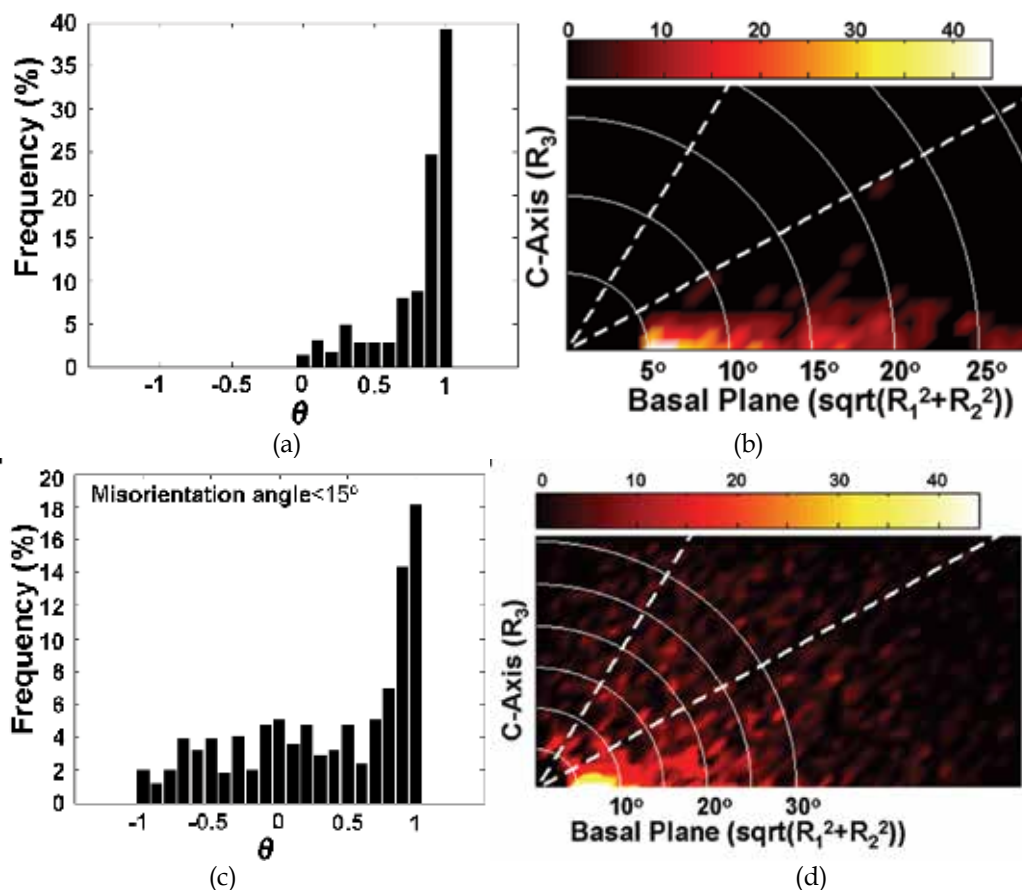 40
35
30
25
20
15
10
5
0
Frequency (%)
-1 -0.5 0 0.5 1
θ
(a)
0 10 20 30 40
C-Axis (R₃)
5° 10° 15° 20° 25°
Basal Plane (sqrt(R₁²+R₂²))
(b)
20
18
16
14
12
10
8
6
4
2
0
Frequency (%)
Misorientation angle<15°
-1 -0.5 0 0.5 1
θ
(c)
0 10 20 30 40
C-Axis (R₃)
10° 20° 30°
Basal Plane (sqrt(R₁²+R₂²))
(d)